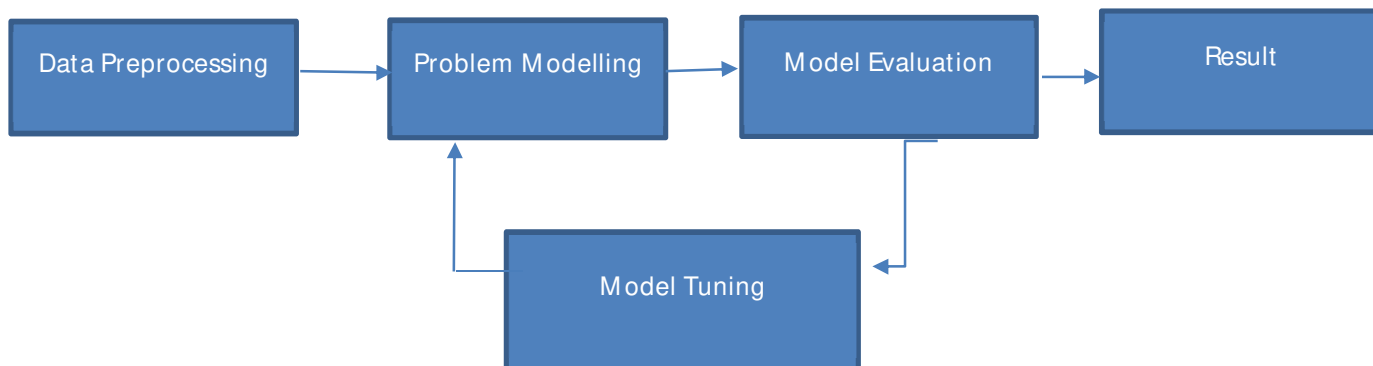 Data Preprocessing
Problem Modelling
Model Evaluation
Result
Model Tuning